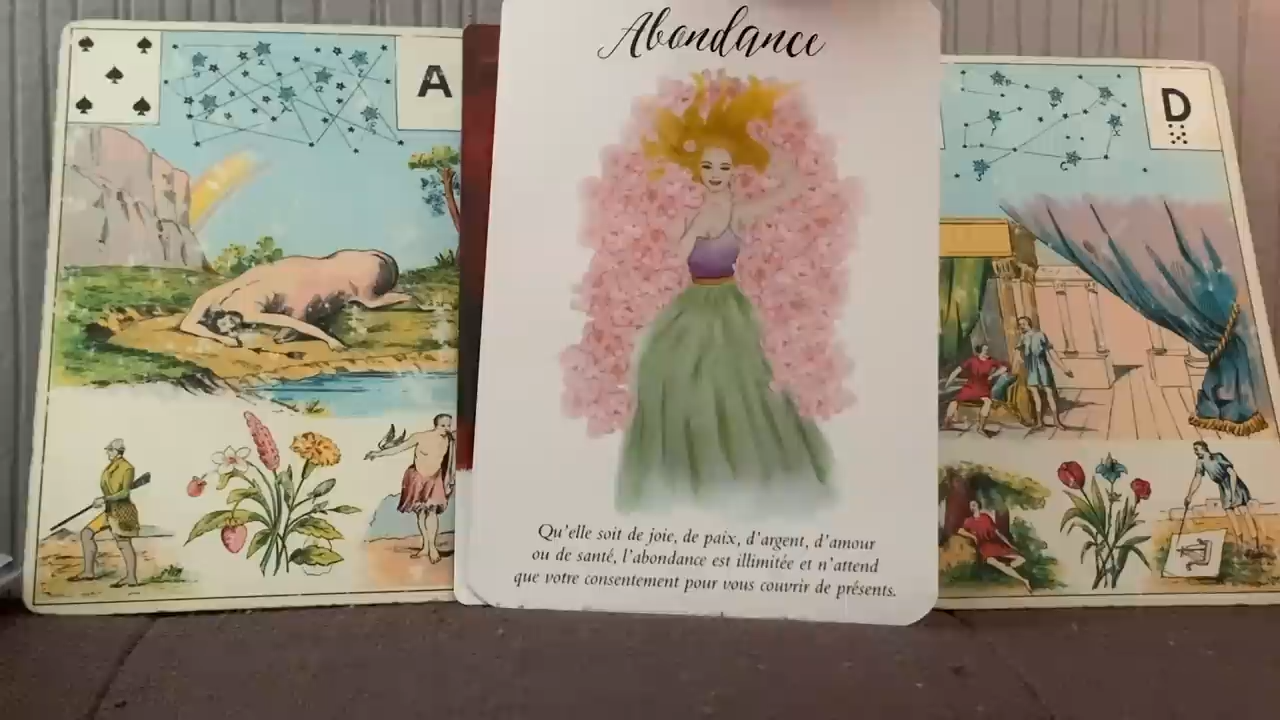 A
Abondance
D
Qu'elle soit de joie, de paix, d'argent, d'amour
ou de santé, l'abondance est illimitée et n'attend
que votre consentement pour vous couvrir de présents.